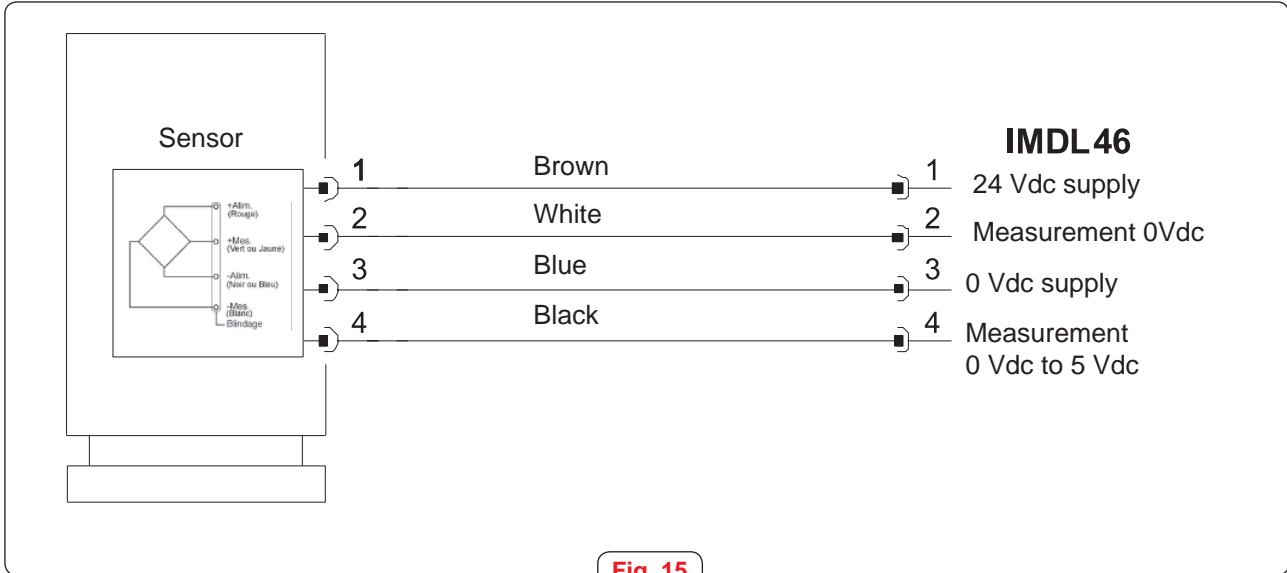 Sensor
+Alim.
(Rouge)
+Mes.
(Vert ou Jaune)
-Alim.
(Noir ou Bleu)
-Mes.
(Blanc)
Blindage
1 Brown 1
2 White 2
3 Blue 3
4 Black 4
IMDL46
24 Vdc supply
Measurement 0Vdc
0 Vdc supply
Measurement
0 Vdc to 5 Vdc
Fig. 15